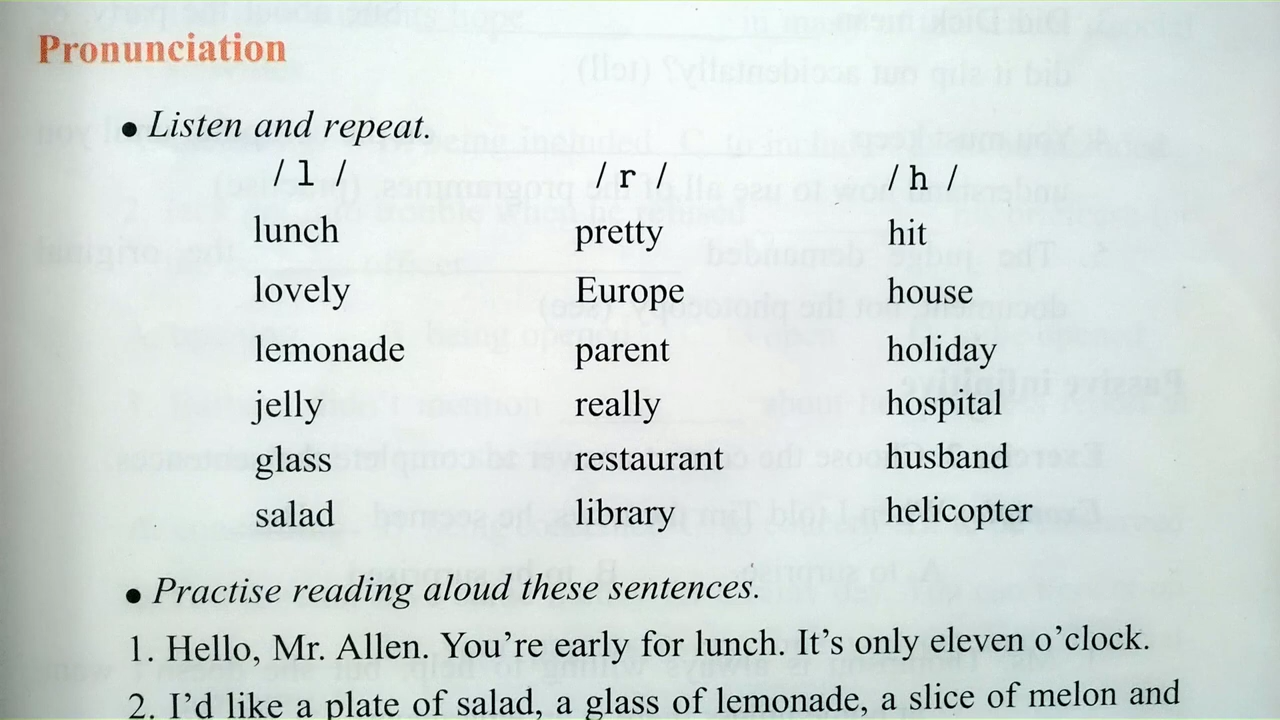 Pronunciation
● Listen and repeat.
/ l / / r / / h /
lunch pretty hit
lovely Europe house
lemonade parent holiday
jelly really hospital
glass restaurant husband
salad library helicopter
● Practise reading aloud these sentences.
1. Hello, Mr. Allen. You're early for lunch. It's only eleven o'clock.
2. I'd like a plate of salad, a glass of lemonade, a slice of melon and